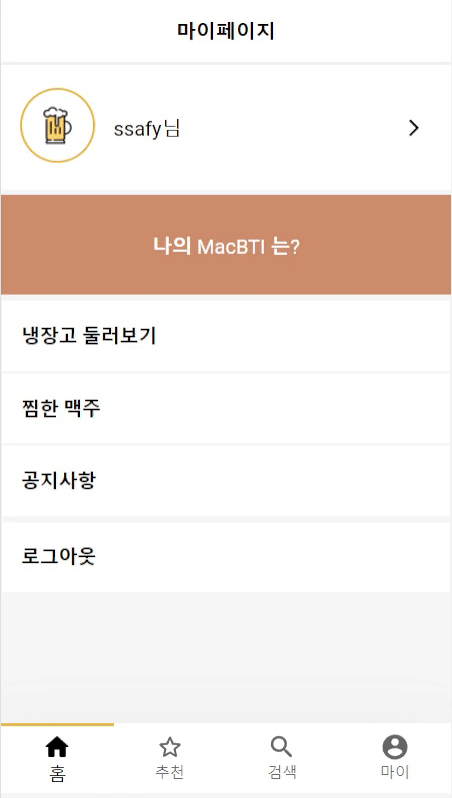 마이페이지
ssafy님
나의 MacBTI 는?
냉장고 둘러보기
찜한 맥주
공지사항
로그아웃
홈
추천
검색
마이